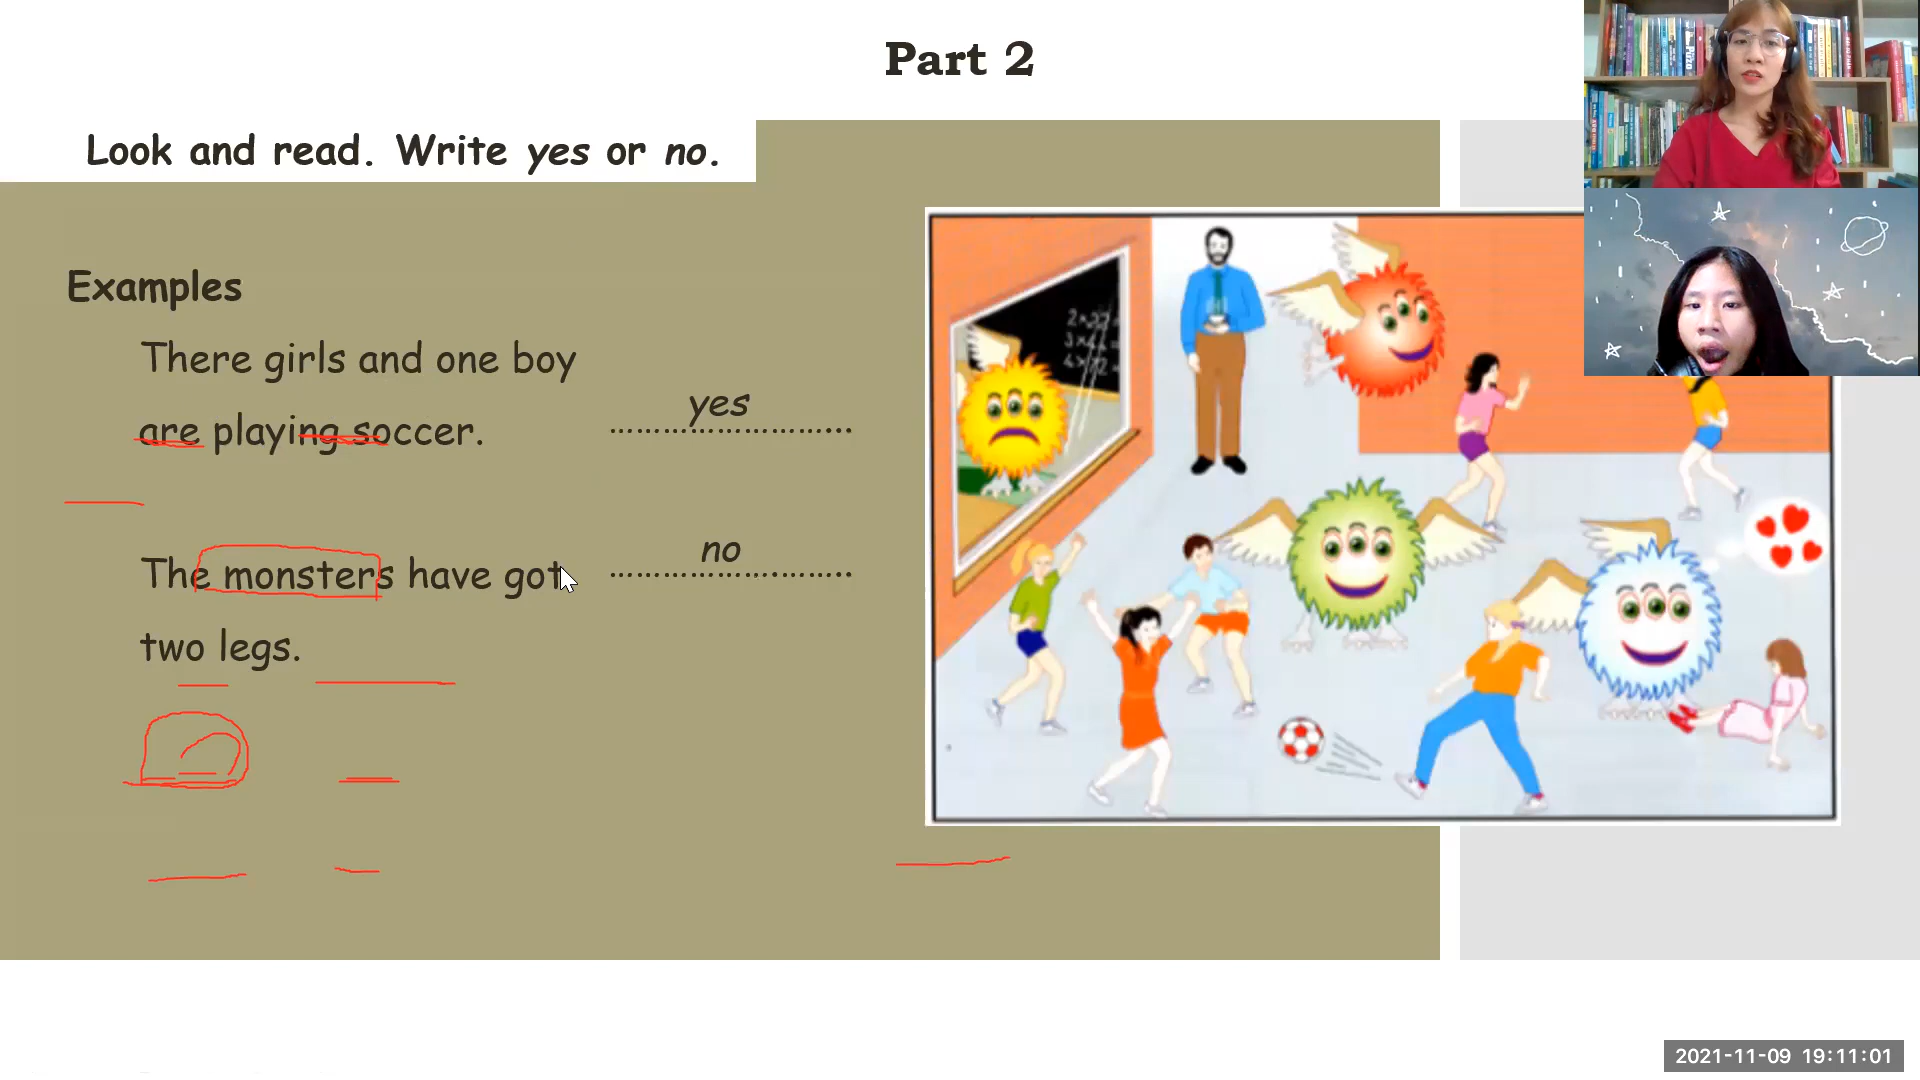 Part 2
Look and read. Write yes or no.
Examples
There girls and one boy
are playing soccer.
yes
The monsters have got
two legs.
no
2021-11-09 19:11:01